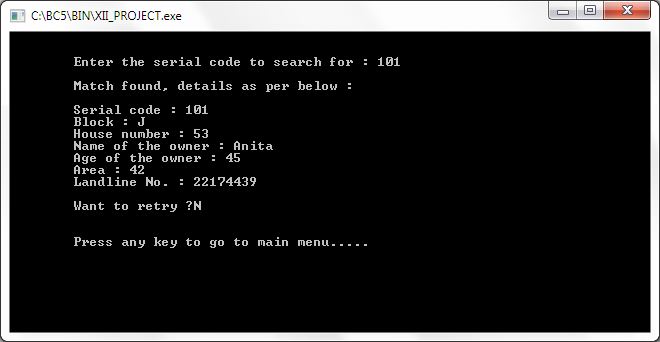 C:\BC5\BIN\XII_PROJECT.exe
Enter the serial code to search for : 101
Match found, details as per below :
Serial code : 101
Block : J
House number : 53
Name of the owner : Anita
Age of the owner : 45
Area : 42
Landline No. : 22174439
Want to retry ?N
Press any key to go to main menu.....